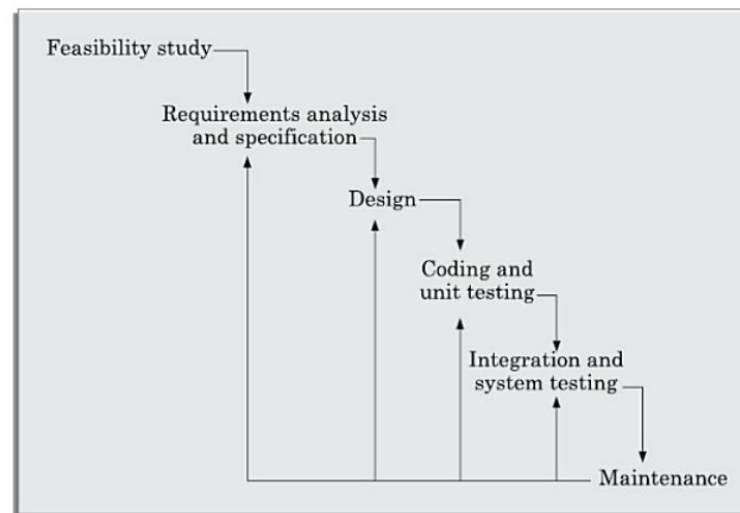 Feasibility study
Requirements analysis
and specification
Design
Coding and
unit testing
Integration and
system testing
Maintenance